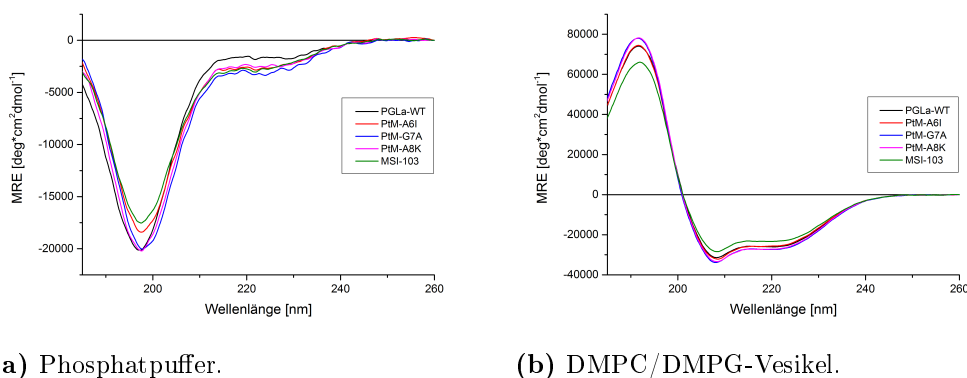 0
-5000
-10000
-15000
-20000
MRE [deg*cm²dmol⁻¹]
200
220
240
260
Wellenlänge [nm]
PGLa-WT
PtM-A6I
PtM-G7A
PtM-A8K
MSI-103
80000
60000
40000
20000
0
-20000
-40000
MRE [deg*cm²dmol⁻¹]
200
220
240
260
Wellenlänge [nm]
PGLa-WT
PtM-A6I
PtM-G7A
PtM-A8K
MSI-103
a) Phosphatpuffer.
(b) DMPC/DMPG-Vesikel.